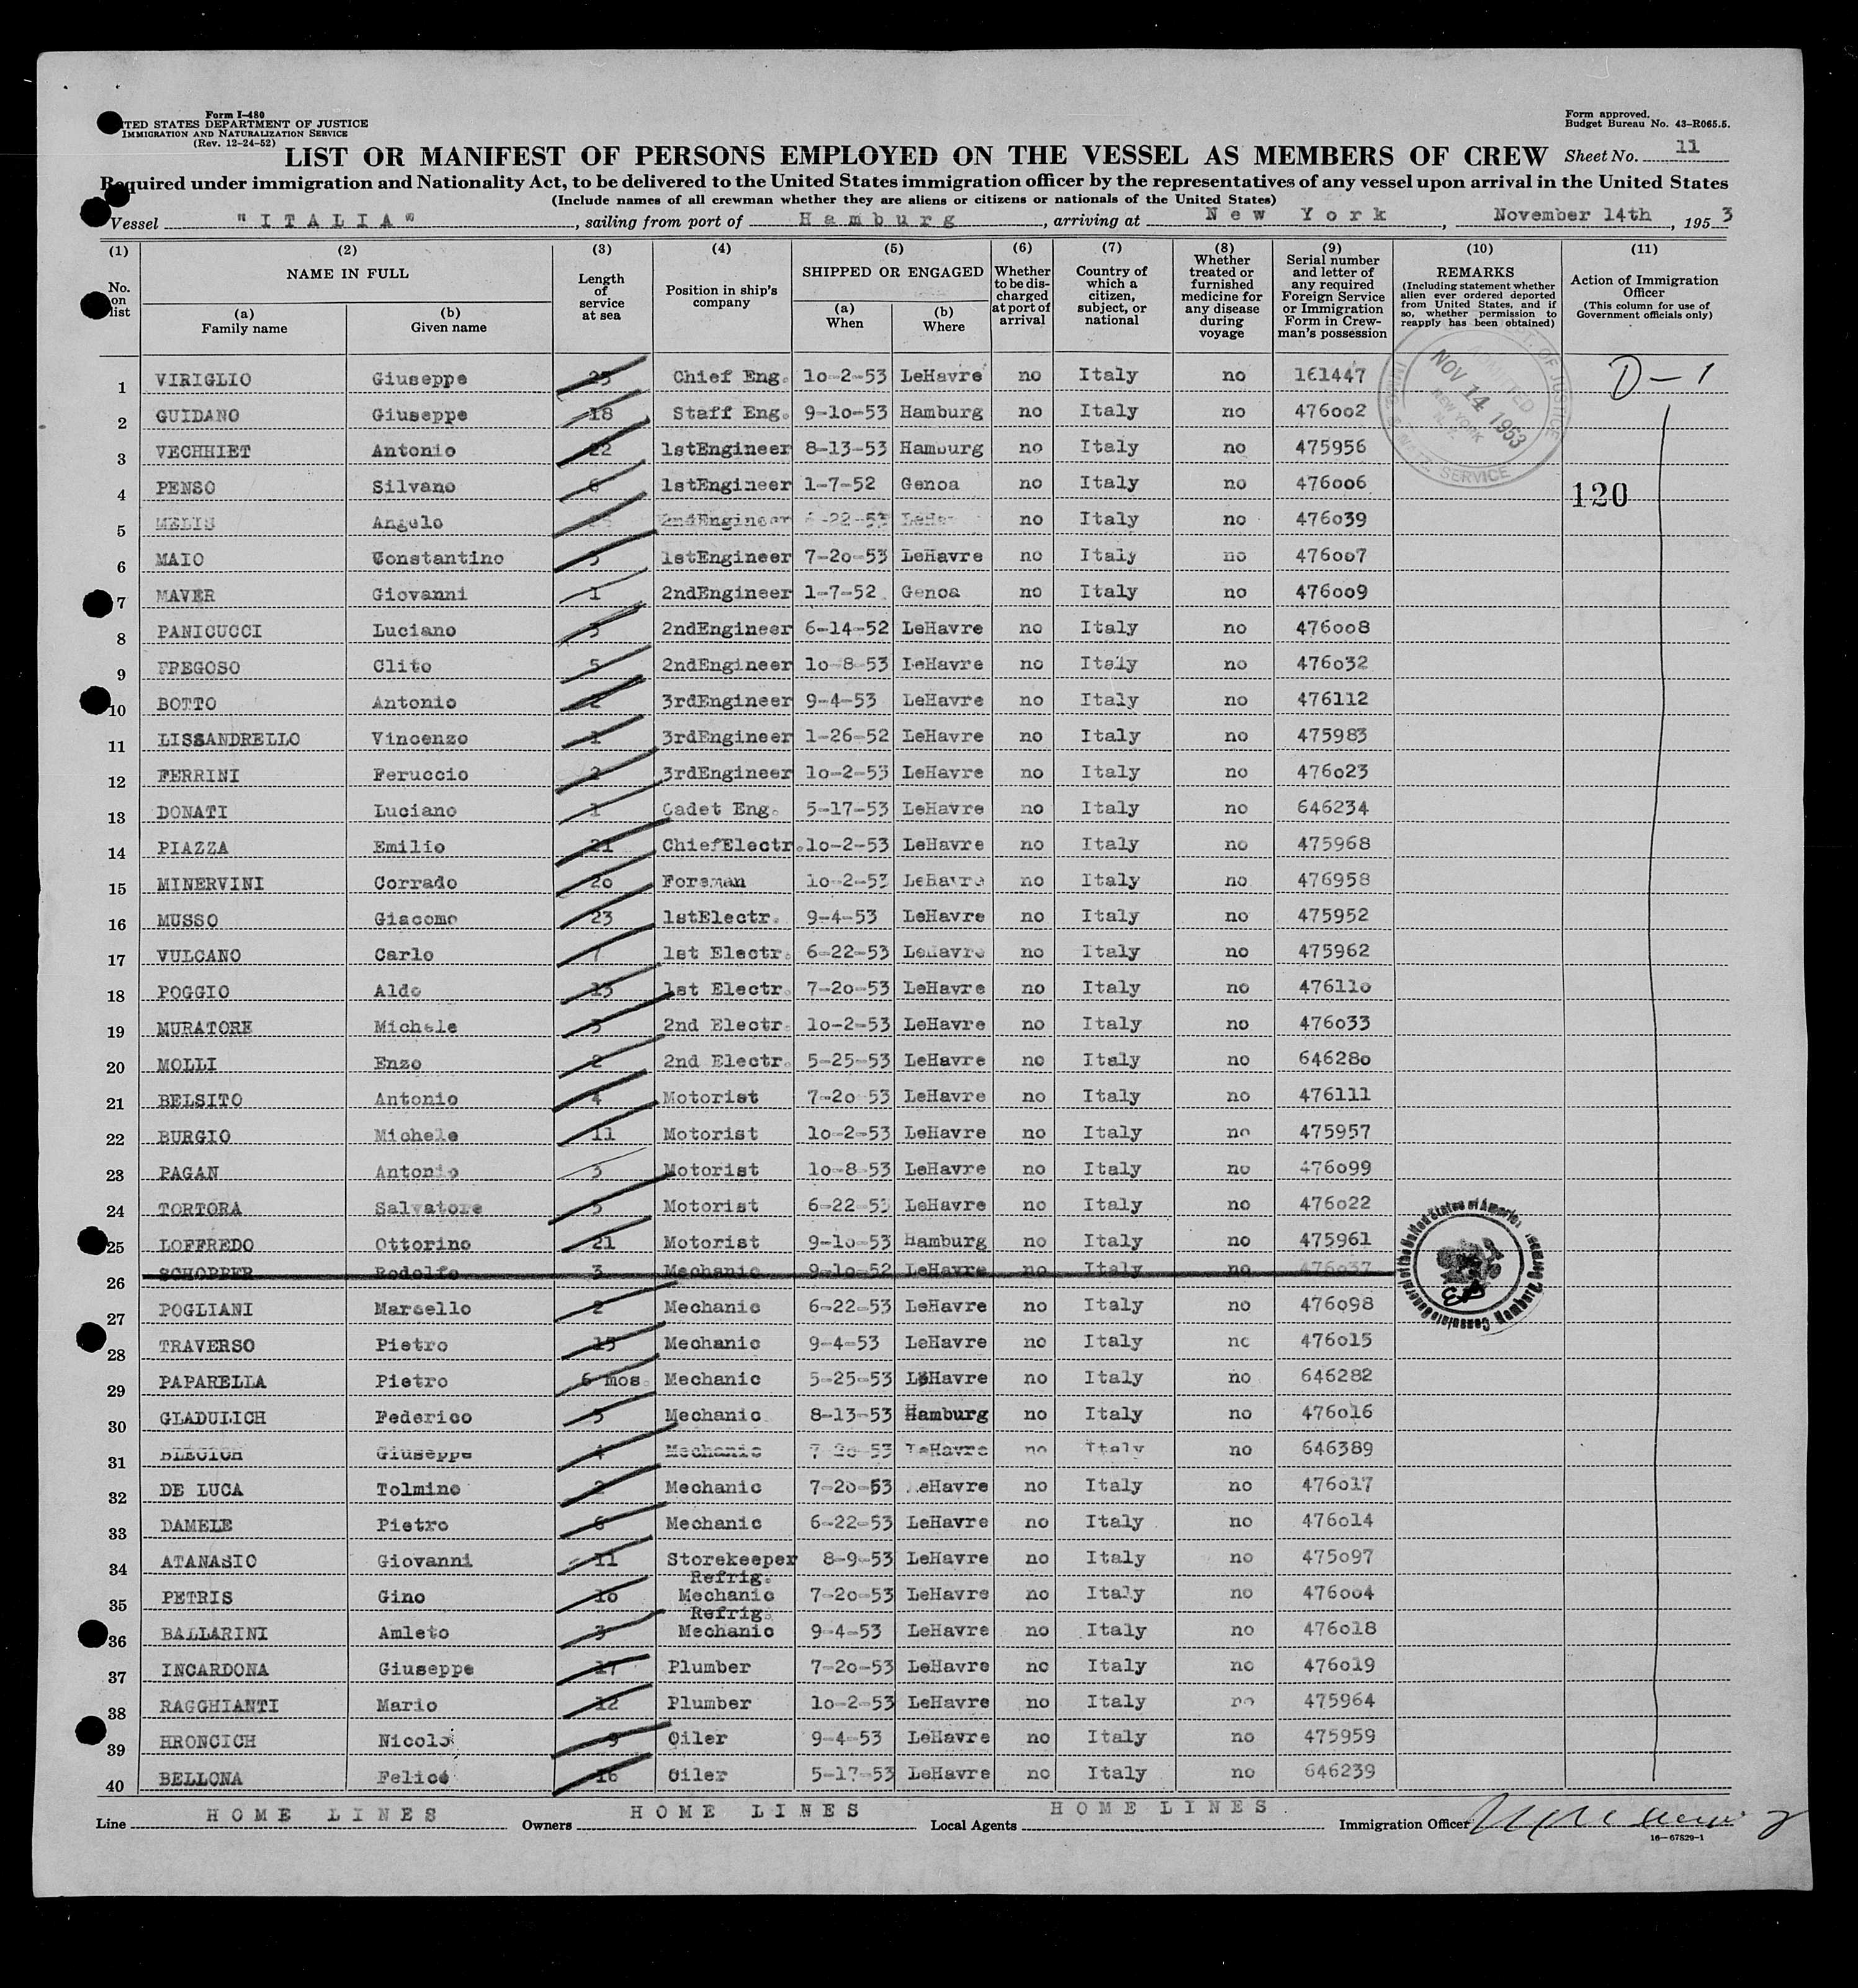 Form I-480
UNITED STATES DEPARTMENT OF JUSTICE
IMMIGRATION AND NATURALIZATION SERVICE
(Rev. 12-24-52)
Form approved.
Budget Bureau No. 43-R065.5.
LIST OR MANIFEST OF PERSONS EMPLOYED ON THE VESSEL AS MEMBERS OF CREW Sheet No. 11
Required under immigration and Nationality Act, to be delivered to the United States immigration officer by the representatives of any vessel upon arrival in the United States
(Include names of all crewman whether they are aliens or citizens or nationals of the United States)
Vessel "ITALIA", sailing from port of Hamburg, arriving at New York, November 14th, 1953
(1) No. on list
(2) NAME IN FULL (a) Family name (b) Given name
(3) Length of service at sea
(4) Position in ship's company
(5) SHIPPED OR ENGAGED (a) When (b) Where
(6) Whether to be discharged at port of arrival
(7) Country of which a citizen, subject, or national
(8) Whether treated or furnished medicine for any disease during voyage
(9) Serial number and letter of any required Foreign Service or Immigration Form in Crewman's possession
(10) REMARKS (Including statement whether alien ever ordered deported from United States, and if so, whether permission to reapply has been obtained)
(11) Action of Immigration Officer (This column for use of Government officials only)
1 VIRIGLIO Giuseppe 25 Chief Eng. 10-2-53 LeHavre no Italy no 161447 D-1
2 GUIDANO Giuseppe 18 Staff Eng. 9-10-53 Hamburg no Italy no 476002
3 VECHHIET Antonio 22 1stEngineer 8-13-53 Hamburg no Italy no 475956
4 PENSO Silvano 6 1stEngineer 1-7-52 Genoa no Italy no 476006
120
5 MELIS Angelo 2ndEngineer -22-53 LeHa no Italy no 476039
6 MAIO Constantino 3 1stEngineer 7-20-53 LeHavre no Italy no 476007
7 MAVER Giovanni 1 2ndEngineer 1-7-52 Genoa no Italy no 476009
8 PANICUCCI Luciano 3 2ndEngineer 6-14-52 LeHavre no Italy no 476008
9 FREGOSO Clito 5 2ndEngineer 10-8-53 LeHavre no Italy no 476032
10 BOTTO Antonio 2 3rdEngineer 9-4-53 LeHavre no Italy no 476112
11 LISSANDRELLO Vincenzo 1 3rdEngineer 1-26-52 LeHavre no Italy no 475983
12 FERRINI Feruccio 2 3rdEngineer 10-2-53 LeHavre no Italy no 476023
13 DONATI Luciano 1 Cadet Eng. 5-17-53 LeHavre no Italy no 646234
14 PIAZZA Emilio 21 ChiefElectr. 10-2-53 LeHavre no Italy no 475968
15 MINERVINI Corrado 20 Foreman 10-2-53 LeHavre no Italy no 476958
16 MUSSO Giacomo 23 1stElectr. 9-4-53 LeHavre no Italy no 475952
17 VULCANO Carlo 7 1st Electr. 6-22-53 LeHavre no Italy no 475962
18 POGGIO Aldo 13 1st Electr. 7-20-53 LeHavre no Italy no 476110
19 MURATORE Michele 3 2nd Electr. 10-2-53 LeHavre no Italy no 476033
20 MOLLI Enzo 2 2nd Electr. 5-25-53 LeHavre no Italy no 646280
21 BELSITO Antonio 4 Motorist 7-20 53 LeHavre no Italy no 476111
22 BURGIO Michele 11 Motorist 10-2-53 LeHavre no Italy no 475957
23 PAGAN Antonio 3 Motorist 10-8-53 LeHavre no Italy no 476099
24 TORTORA Salvatore 5 Motorist 6-22-53 LeHavre no Italy no 476022
25 LOFFREDO Ottorino 21 Motorist 9-10-53 Hamburg no Italy no 475961
26 SCHOPPER Rodolfo 3 Mechanic 9-10-52 LeHavre no Italy no 476037
27 POGLIANI Marcello 2 Mechanic 6-22-53 LeHavre no Italy no 476098
28 TRAVERSO Pietro 15 Mechanic 9-4-53 LeHavre no Italy no 476015
29 PAPARELLA Pietro 6 mos. Mechanic 5-25-53 LeHavre no Italy no 646282
30 GLADULICH Federico 3 Mechanic 8-13-53 Hamburg no Italy no 476016
31 BLECICH Giuseppe 4 Mechanic 7-20-53 LeHavre no Italy no 646389
32 DE LUCA Tolmino 2 Mechanic 7-20-53 LeHavre no Italy no 476017
33 DAMELE Pietro 6 Mechanic 6-22-53 LeHavre no Italy no 476014
34 ATANASIO Giovanni 11 Storekeeper 8-9-53 LeHavre no Italy no 475097
35 PETRIS Gino 16 Refrig. Mechanic 7-20-53 LeHavre no Italy no 476004
36 BALLARINI Amleto 3 Refrig. Mechanic 9-4-53 LeHavre no Italy no 476018
37 INCARDONA Giuseppe 17 Plumber 7-20-53 LeHavre no Italy no 476019
38 RAGGHIANTI Mario 12 Plumber 10-2-53 LeHavre no Italy no 475964
39 HRONCICH Nicolo 9 Oiler 9-4-53 LeHavre no Italy no 475959
40 BELLONA Felice 16 Oiler 5-17-53 LeHavre no Italy no 646239
ADMITTED
NOV 14 1953
NEW YORK
N. Y.
Consulate General of the United States of America
Line HOME LINES Owners HOME LINES Local Agents HOME LINES Immigration Officer
16-67829-1